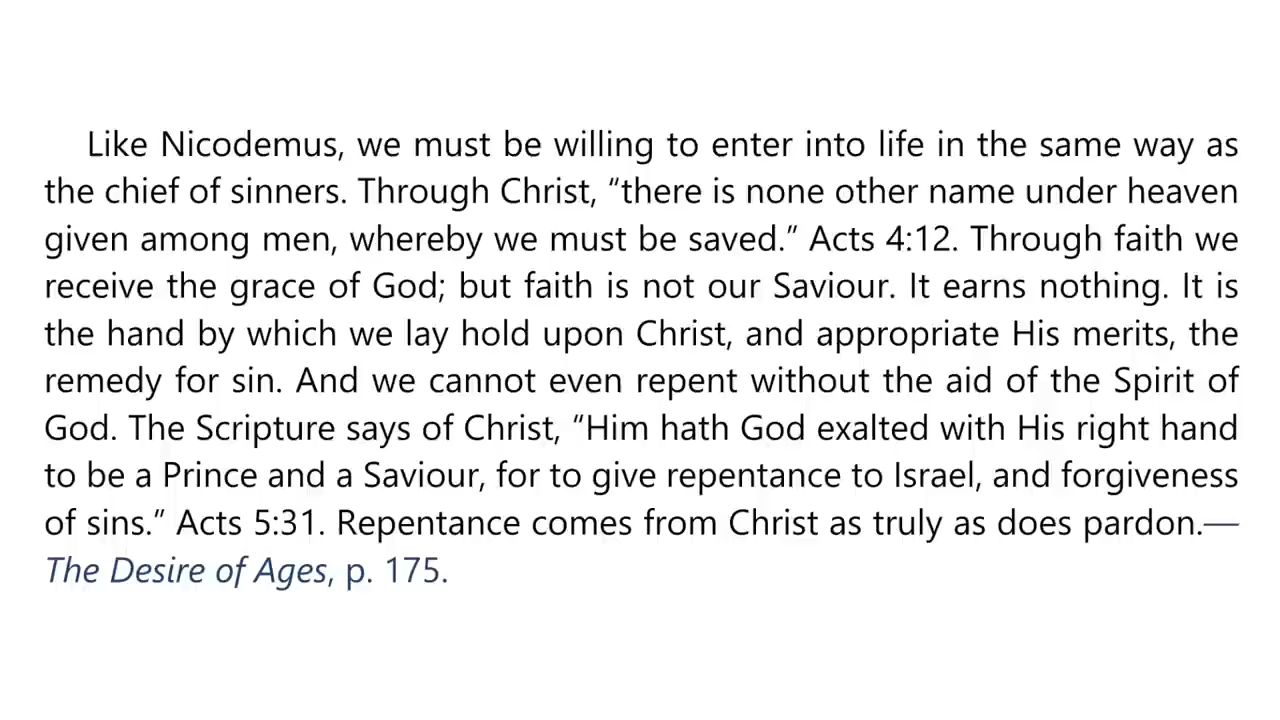 Like Nicodemus, we must be willing to enter into life in the same way as
the chief of sinners. Through Christ, “there is none other name under heaven
given among men, whereby we must be saved.” Acts 4:12. Through faith we
receive the grace of God; but faith is not our Saviour. It earns nothing. It is
the hand by which we lay hold upon Christ, and appropriate His merits, the
remedy for sin. And we cannot even repent without the aid of the Spirit of
God. The Scripture says of Christ, “Him hath God exalted with His right hand
to be a Prince and a Saviour, for to give repentance to Israel, and forgiveness
of sins.” Acts 5:31. Repentance comes from Christ as truly as does pardon.—
The Desire of Ages, p. 175.